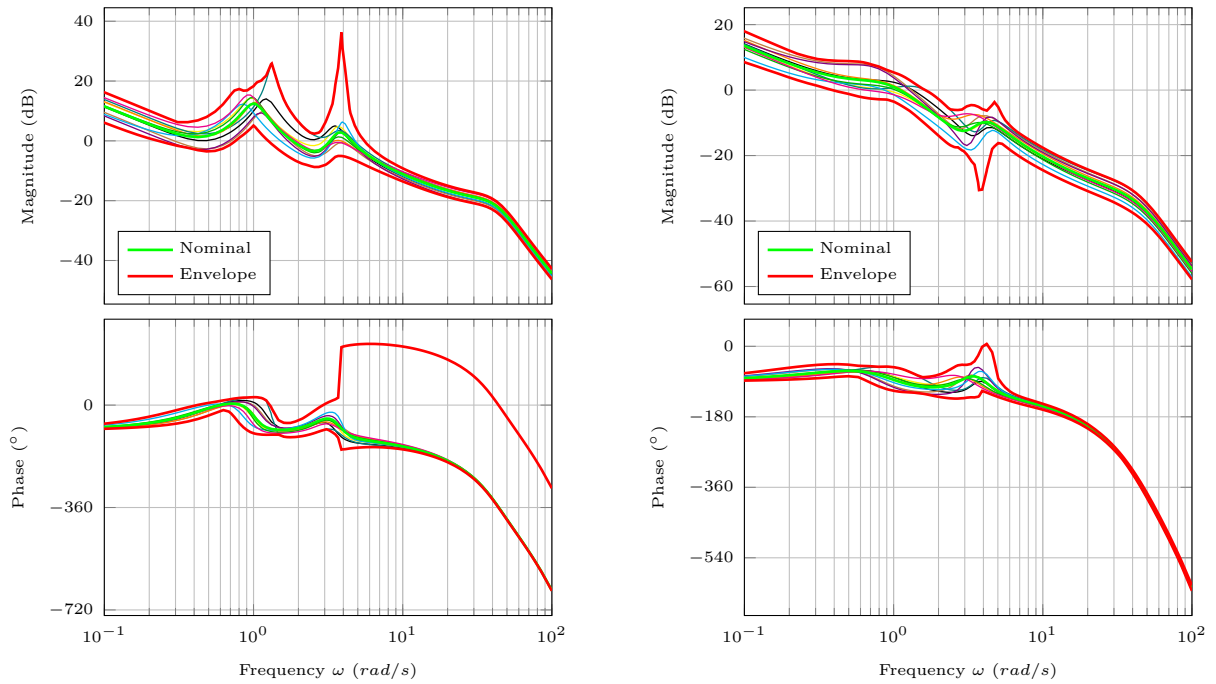 40
20
0
−20
−40
Magnitude (dB)
Nominal
Envelope
0
−360
−720
Phase (°)
10⁻¹ 10⁰ 10¹ 10²
Frequency ω (rad/s)
20
0
−20
−40
−60
Magnitude (dB)
Nominal
Envelope
0
−180
−360
−540
Phase (°)
10⁻¹ 10⁰ 10¹ 10²
Frequency ω (rad/s)